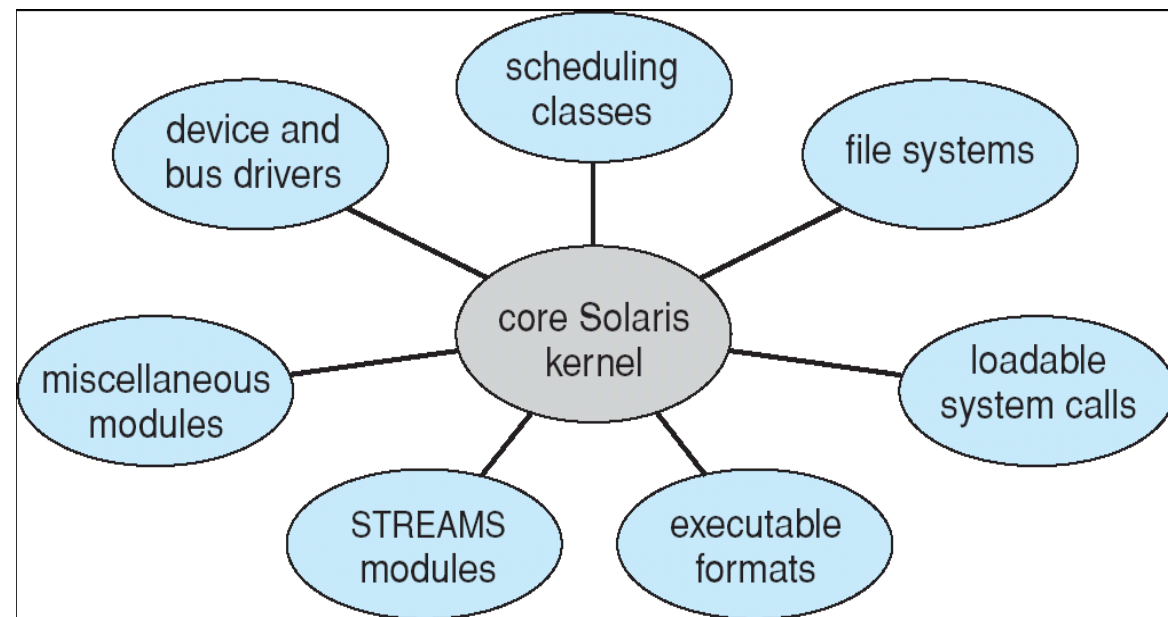 scheduling
classes
device and
bus drivers
file systems
core Solaris
kernel
miscellaneous
modules
loadable
system calls
STREAMS
modules
executable
formats